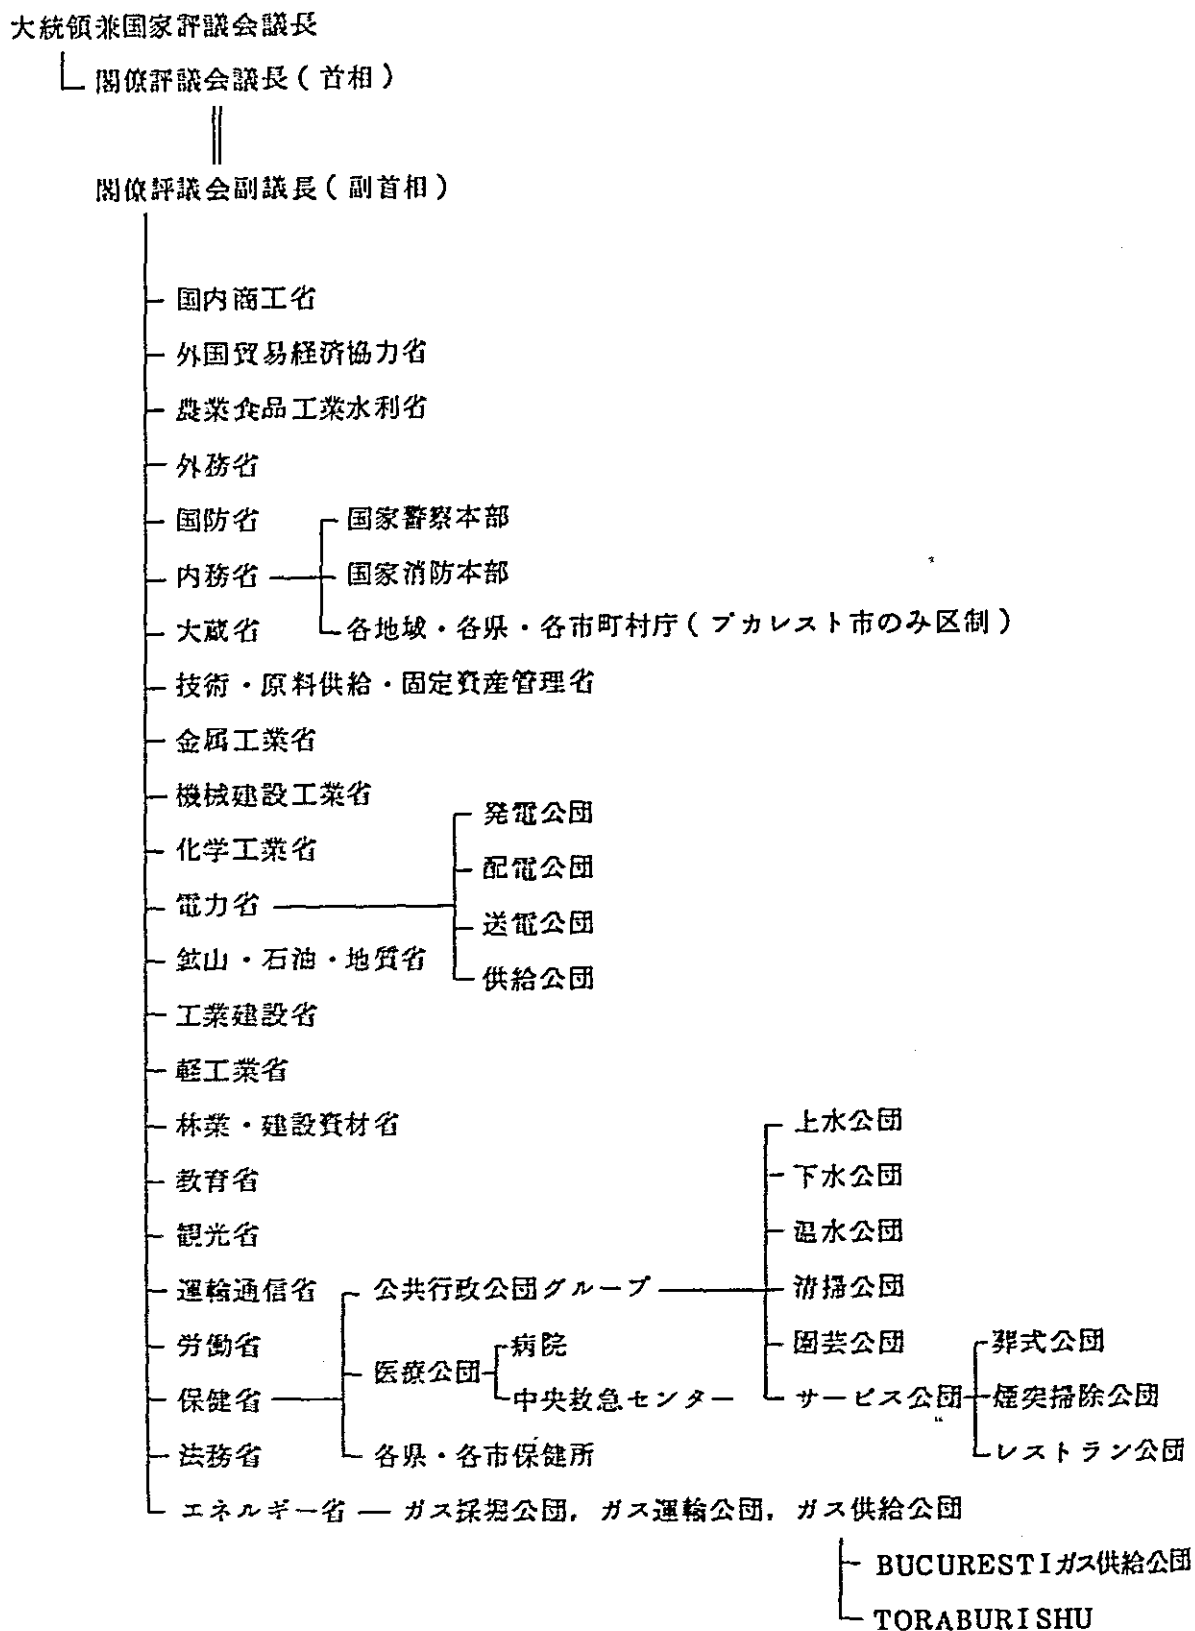 大統領兼国家評議会議長
閣僚評議会議長(首相)
閣僚評議会副議長(副首相)
国内商工省
外国貿易経済協力省
農業食品工業水利省
外務省
国防省
国家警察本部
内務省
国家消防本部
大蔵省
各地域・各県・各市町村庁(ブカレスト市のみ区制)
技術・原料供給・固定資産管理省
金属工業省
機械建設工業省
発電公団
化学工業省
配電公団
電力省
送電公団
鉱山・石油・地質省
供給公団
工業建設省
軽工業省
林業・建設資材省
上水公団
教育省
下水公団
観光省
温水公団
運輸通信省
公共行政公団グループ
清掃公団
労働省
医療公団
病院
園芸公団
葬式公団
保健省
中央救急センター
サービス公団
煙突掃除公団
法務省
各県・各市保健所
レストラン公団
エネルギー省 ― ガス採掘公団,ガス運輸公団,ガス供給公団
BUCURESTIガス供給公団
TORABURISHU